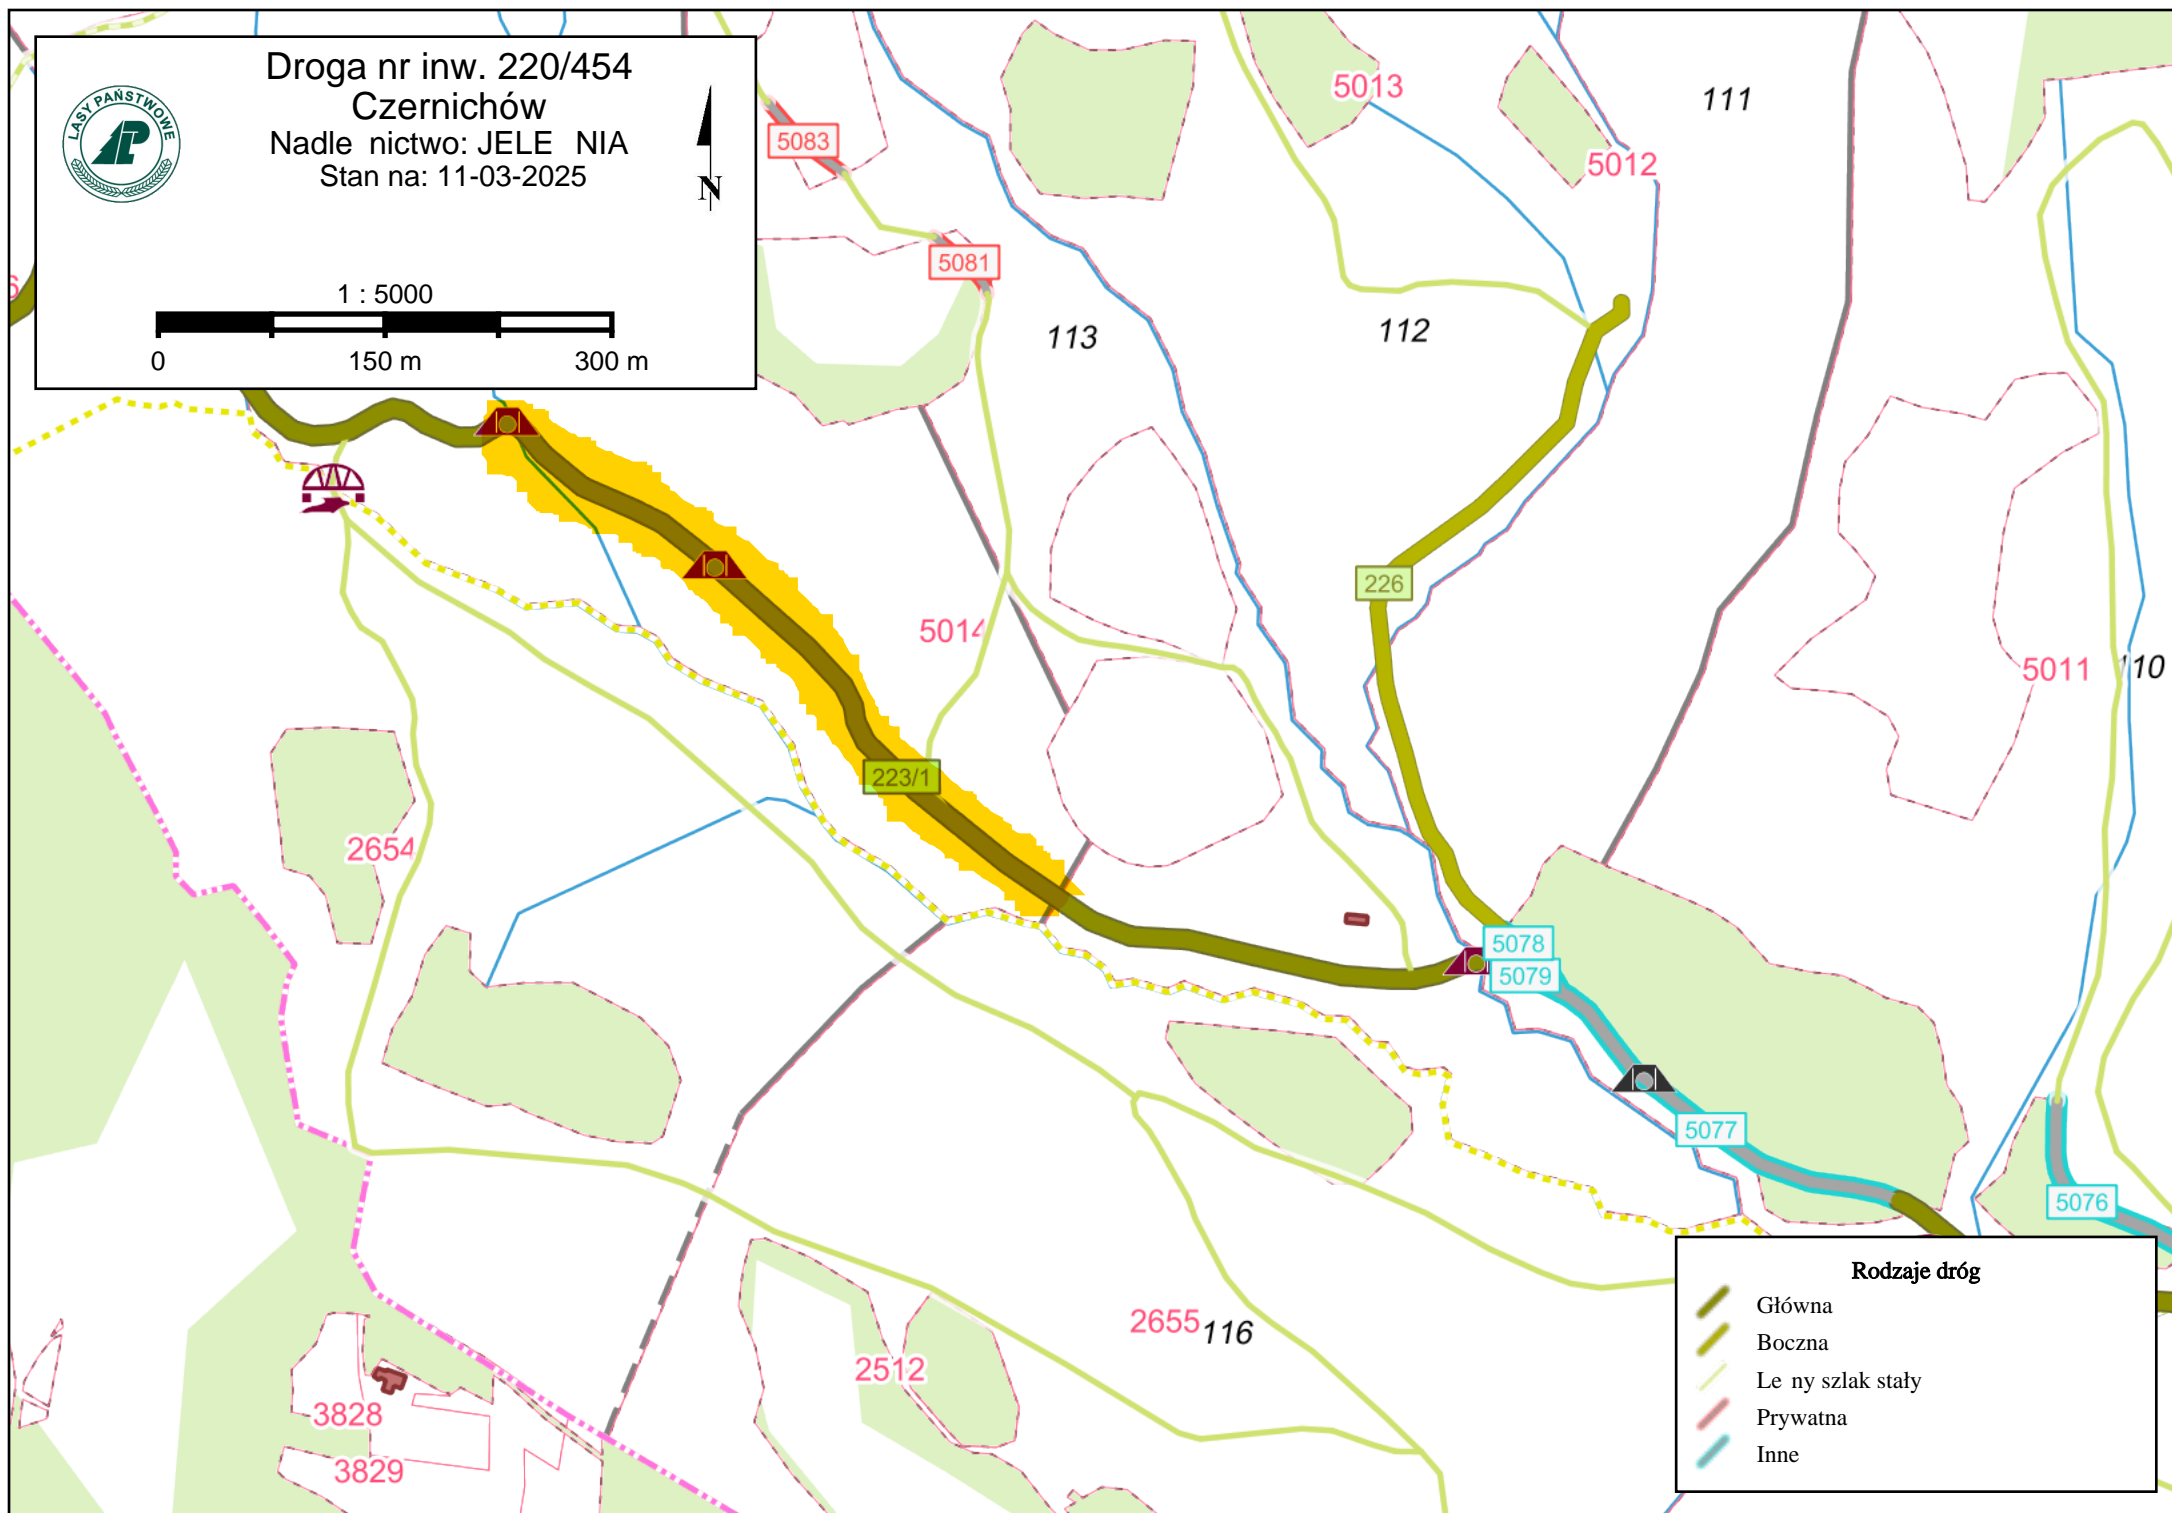 LASY PAŃSTWOWE
LP
Droga nr inw. 220/454
Czernichów
Nadle nictwo: JELE NIA
Stan na: 11-03-2025
N
1 : 5000
0 150 m 300 m
5083
5081
5013
5012
111
113
112
226
5014
5011
110
223/1
2654
5078
5079
5077
5076
2655
116
2512
3828
3829
Rodzaje dróg
Główna
Boczna
Le ny szlak stały
Prywatna
Inne